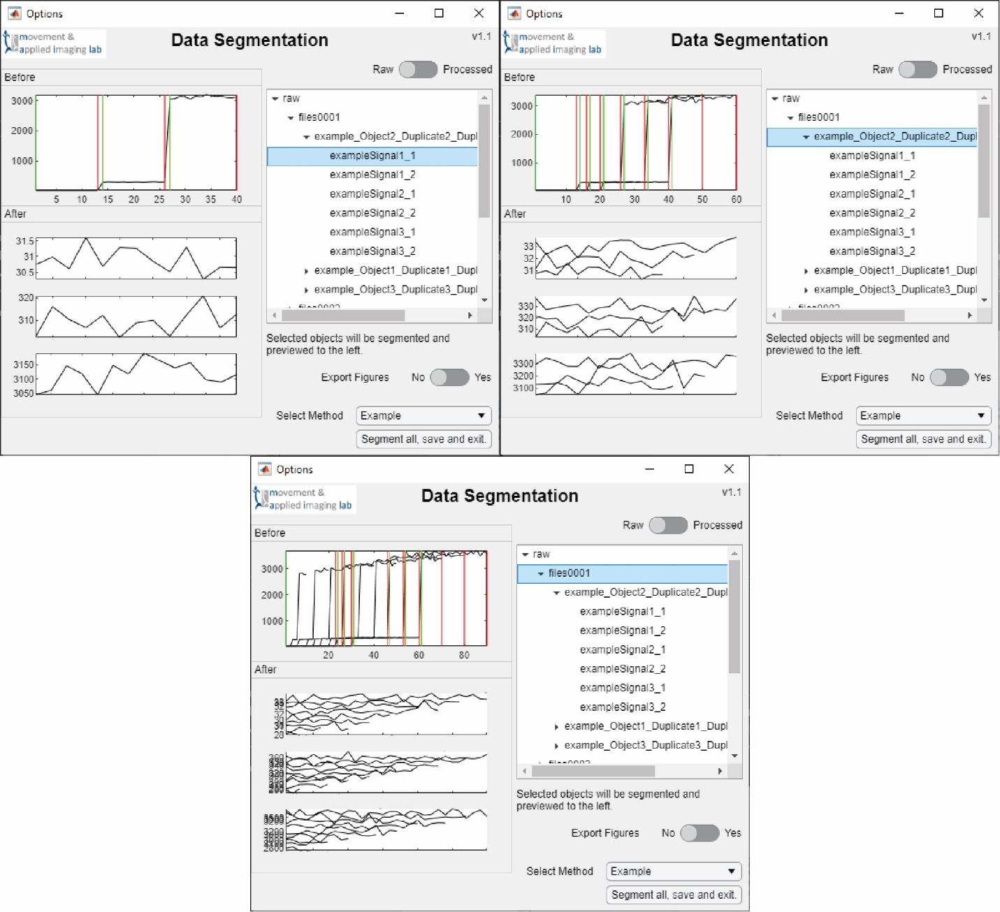 Options
movement &
applied imaging lab
Data Segmentation
v1.1
Raw
Processed
Before
3000
2000
1000
5 10 15 20 25 30 35 40
After
31.5
31
30.5
320
310
3150
3100
3050
raw
files0001
example_Object2_Duplicate2_Dupl
exampleSignal1_1
exampleSignal1_2
exampleSignal2_1
exampleSignal2_2
exampleSignal3_1
exampleSignal3_2
example_Object1_Duplicate1_Dupl
example_Object3_Duplicate3_Dupl
Selected objects will be segmented and
previewed to the left.
Export Figures No Yes
Select Method Example
Segment all, save and exit.
Options
movement &
applied imaging lab
Data Segmentation
v1.1
Raw
Processed
Before
3000
2000
1000
10 20 30 40 50 60
After
33
32
31
330
320
310
3300
3200
3100
raw
files0001
example_Object2_Duplicate2_Dupl
exampleSignal1_1
exampleSignal1_2
exampleSignal2_1
exampleSignal2_2
exampleSignal3_1
exampleSignal3_2
example_Object1_Duplicate1_Dupl
example_Object3_Duplicate3_Dupl
Selected objects will be segmented and
previewed to the left.
Export Figures No Yes
Select Method Example
Segment all, save and exit.
Options
movement &
applied imaging lab
Data Segmentation
v1.1
Raw
Processed
Before
3000
2000
1000
20 40 60 80
After
28
raw
files0001
example_Object2_Duplicate2_Dupl
exampleSignal1_1
exampleSignal1_2
exampleSignal2_1
exampleSignal2_2
exampleSignal3_1
exampleSignal3_2
example_Object1_Duplicate1_Dupl
example_Object3_Duplicate3_Dupl
Selected objects will be segmented and
previewed to the left.
Export Figures No Yes
Select Method Example
Segment all, save and exit.